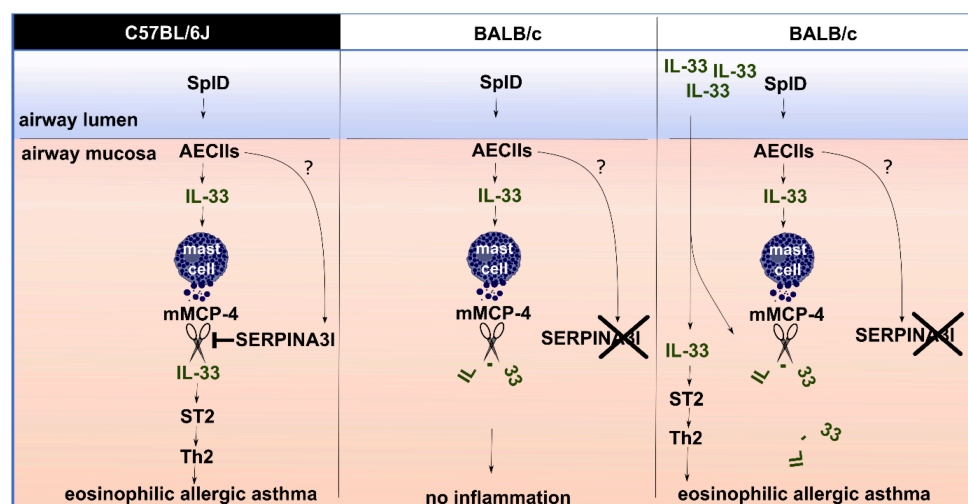 C57BL/6J
SplD
airway lumen
airway mucosa
AECIIs
?
IL-33
mast
cell
mMCP-4
SERPINA3I
IL-33
ST2
Th2
eosinophilic allergic asthma
BALB/c
SplD
AECIIs
?
IL-33
mast
cell
mMCP-4
SERPINA3I
IL - 33
no inflammation
BALB/c
IL-33 IL-33
IL-33
SplD
AECIIs
?
IL-33
mast
cell
mMCP-4
SERPINA3I
IL-33
IL - 33
ST2
Th2
IL - 33
eosinophilic allergic asthma